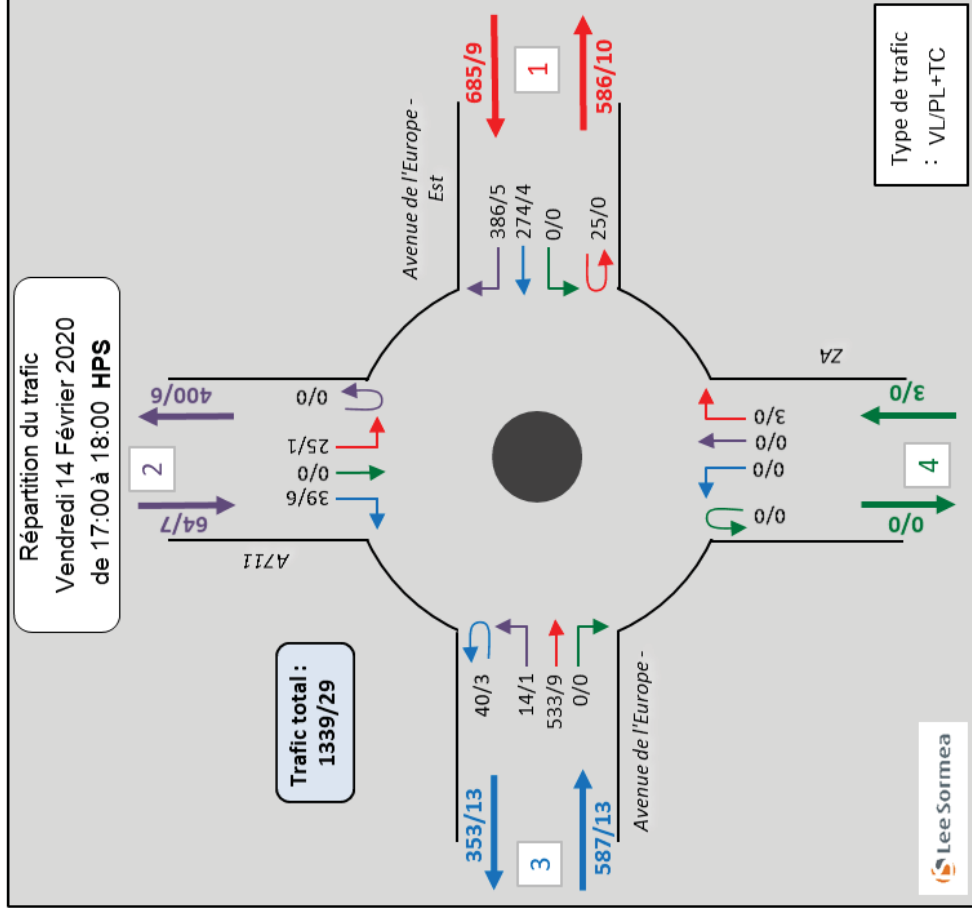 Répartition du trafic
Vendredi 14 Février 2020
de 17:00 à 18:00 HPS
Trafic total :
1339/29
2
64/7
400/6
A711
39/6
0/0
25/1
0/0
Avenue de l'Europe -
Est
685/9
1
586/10
386/5
274/4
0/0
25/0
353/13
3
587/13
40/3
14/1
533/9
0/0
Avenue de l'Europe -
ZA
0/0
0/0
0/0
3/0
0/0
4
3/0
Type de trafic
: VL/PL+TC
Lee Sormea